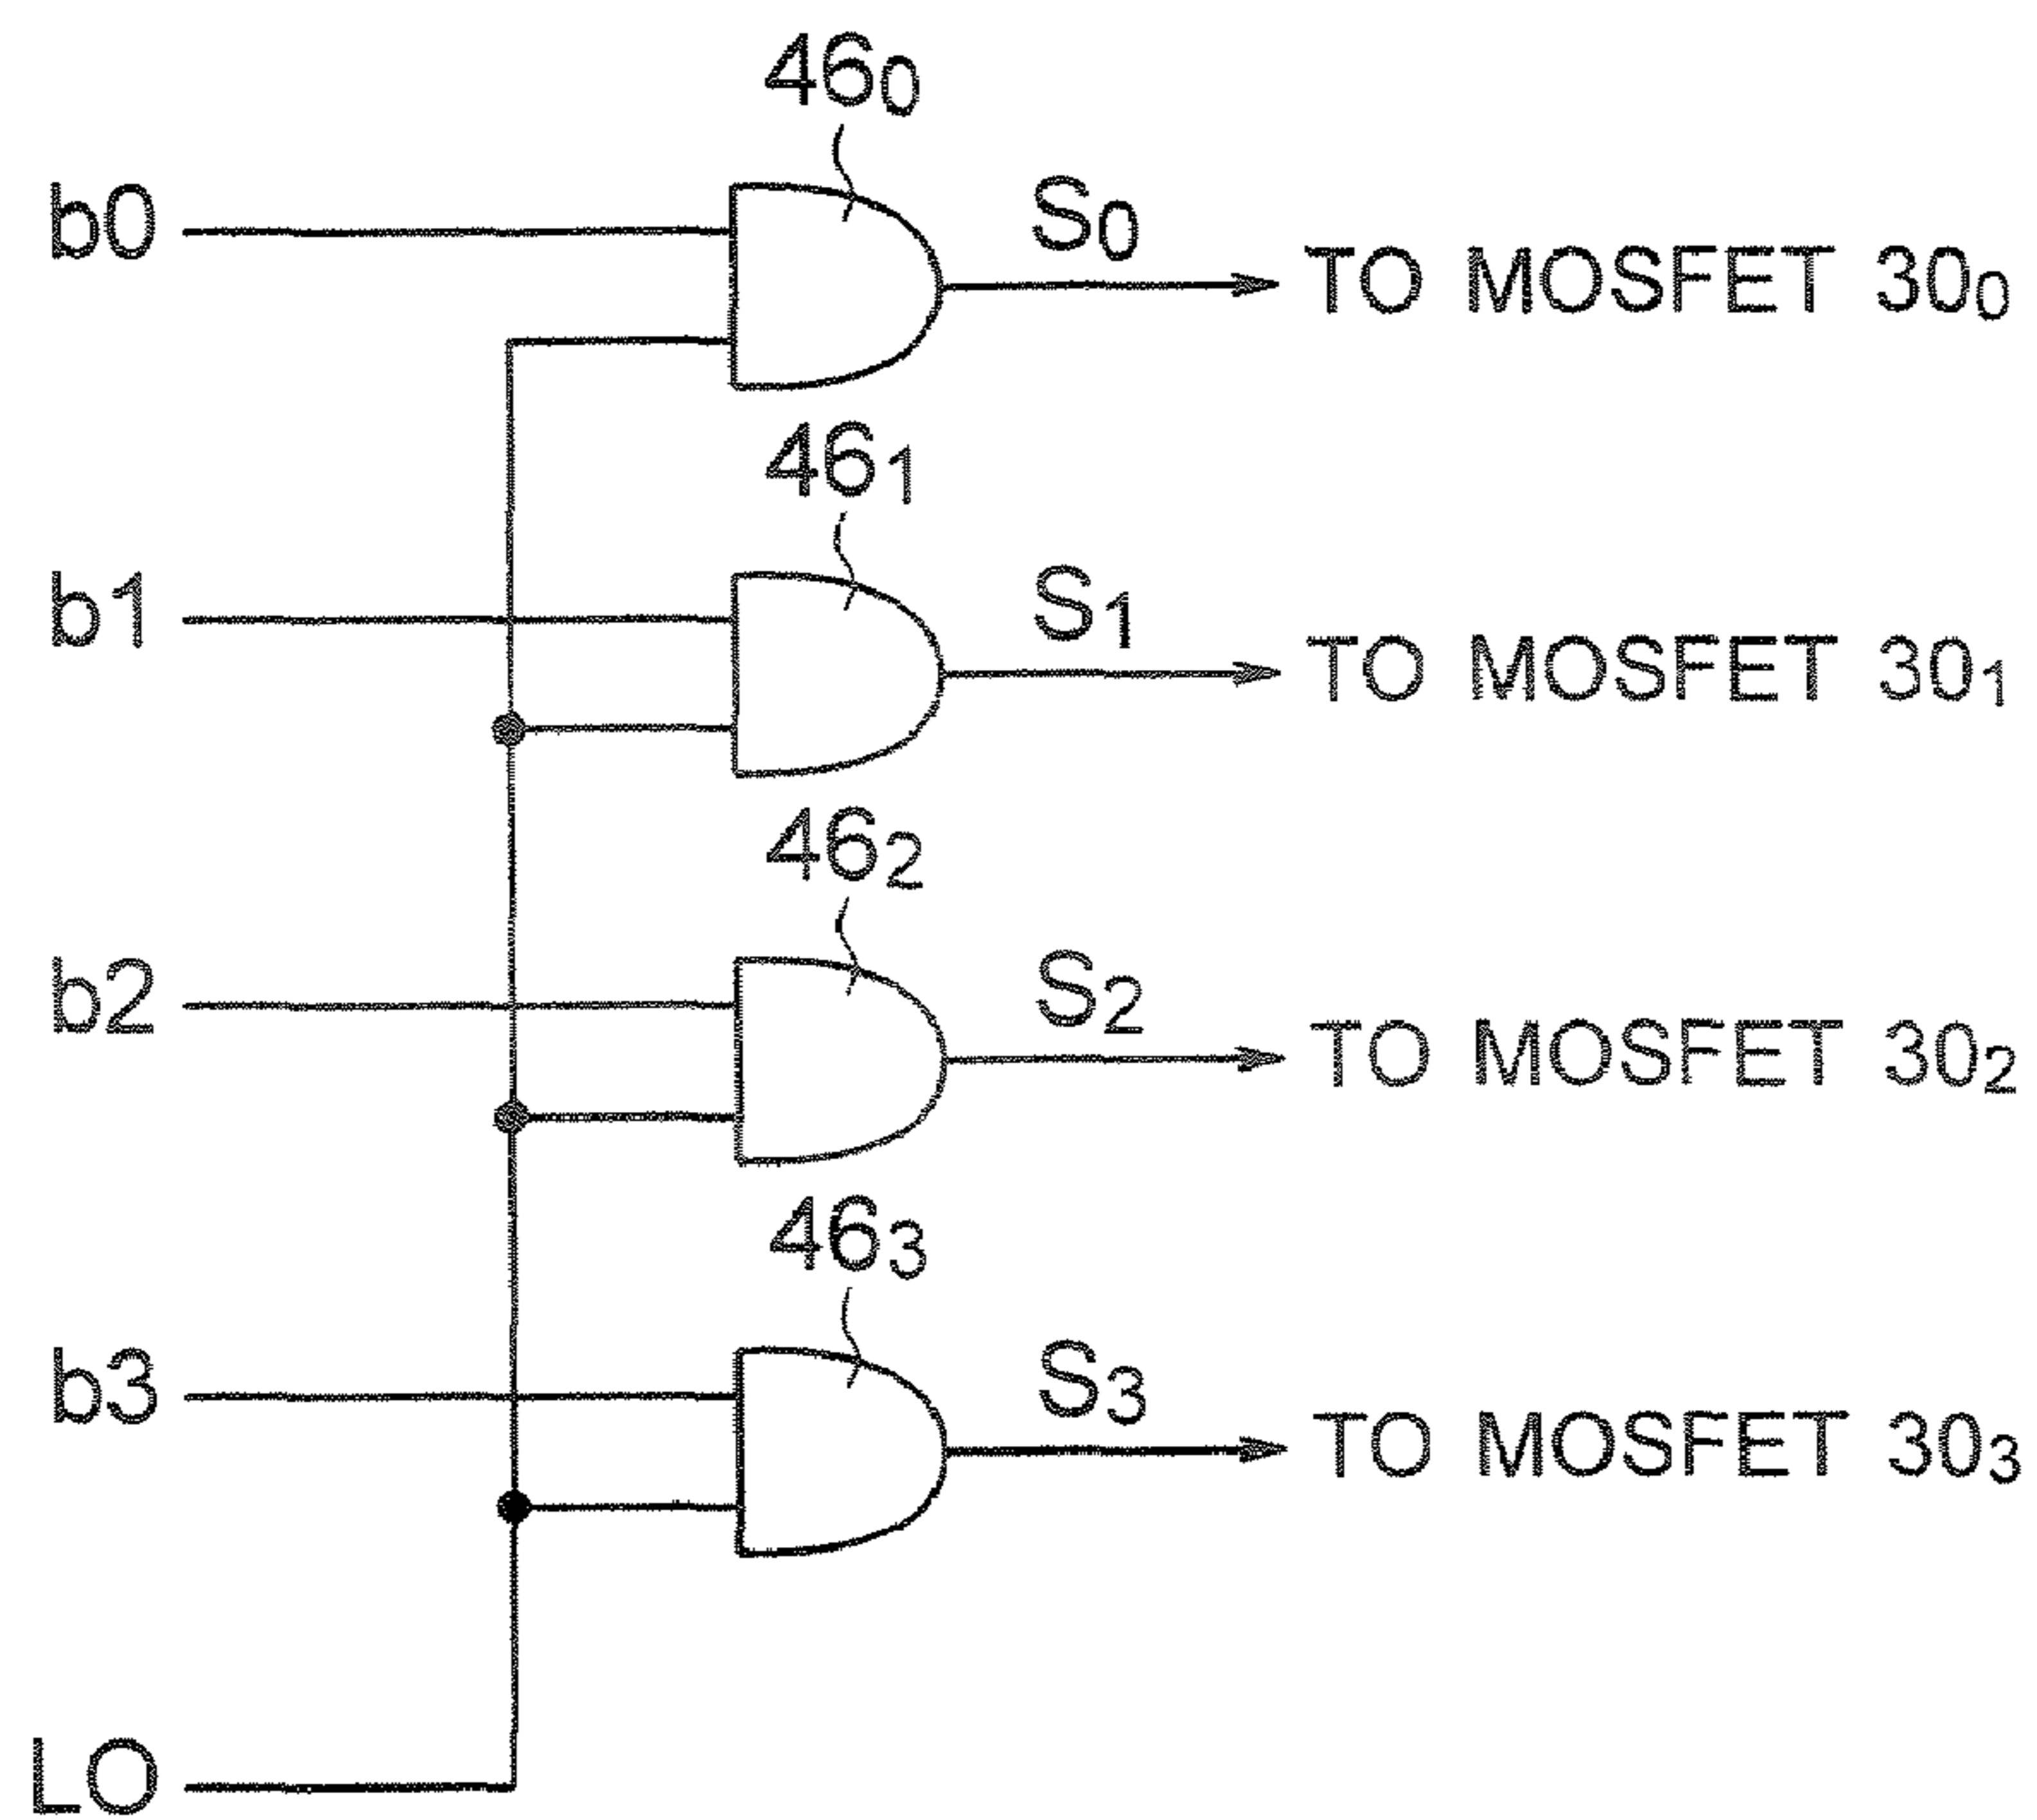 46₀
b0
S₀
TO MOSFET 30₀
46₁
b1
S₁
TO MOSFET 30₁
46₂
b2
S₂
TO MOSFET 30₂
46₃
b3
S₃
TO MOSFET 30₃
LO